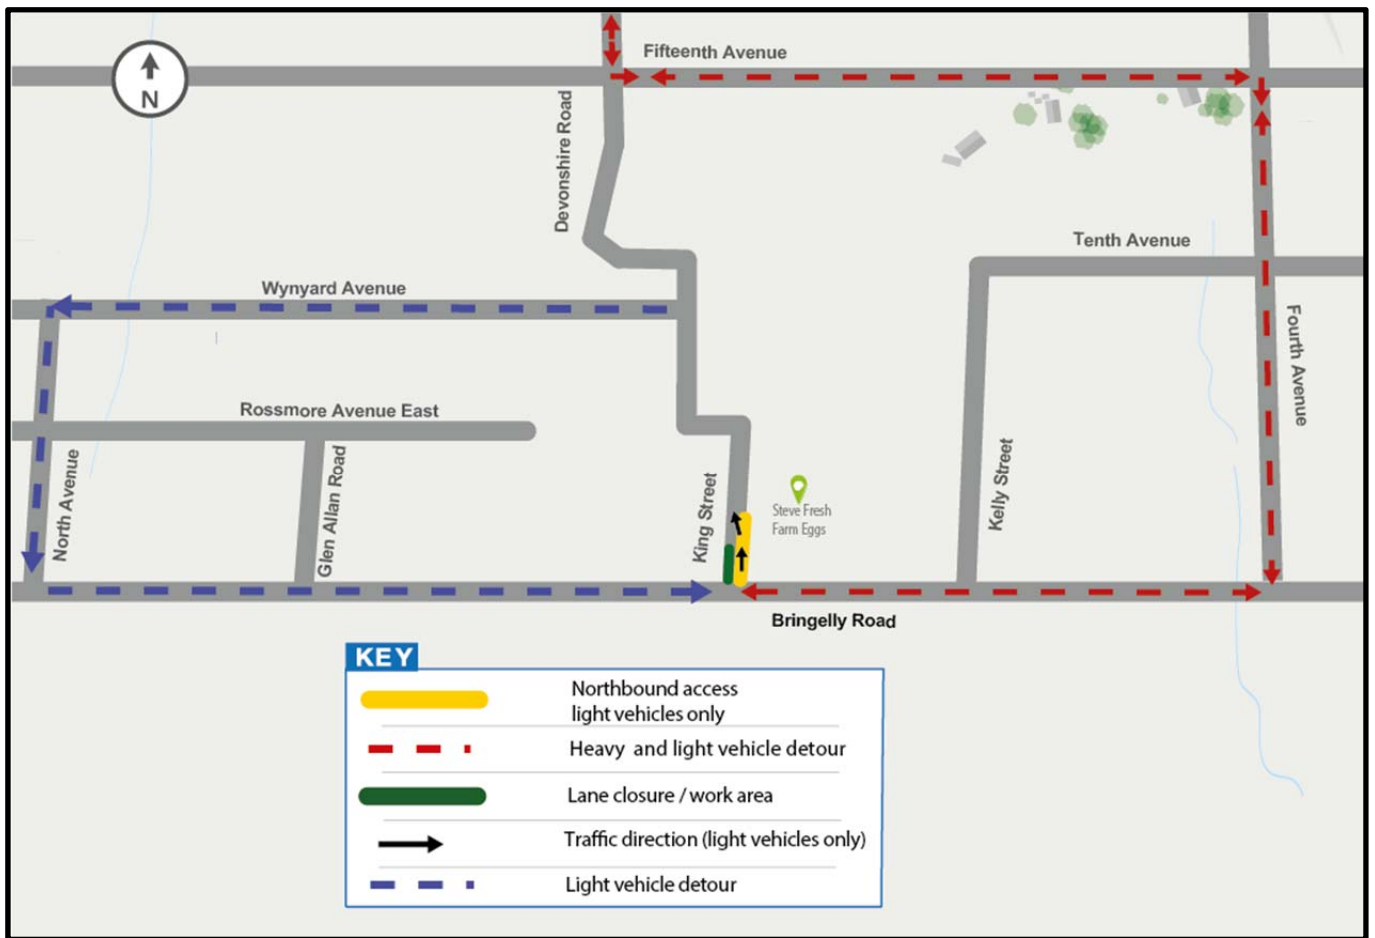 Fifteenth Avenue
N
Devonshire Road
Tenth Avenue
Wynyard Avenue
Fourth Avenue
Rossmore Avenue East
North Avenue
Glen Allan Road
King Street
Steve Fresh
Farm Eggs
Kelly Street
Bringelly Road
KEY
Northbound access
light vehicles only
Heavy and light vehicle detour
Lane closure / work area
Traffic direction (light vehicles only)
Light vehicle detour